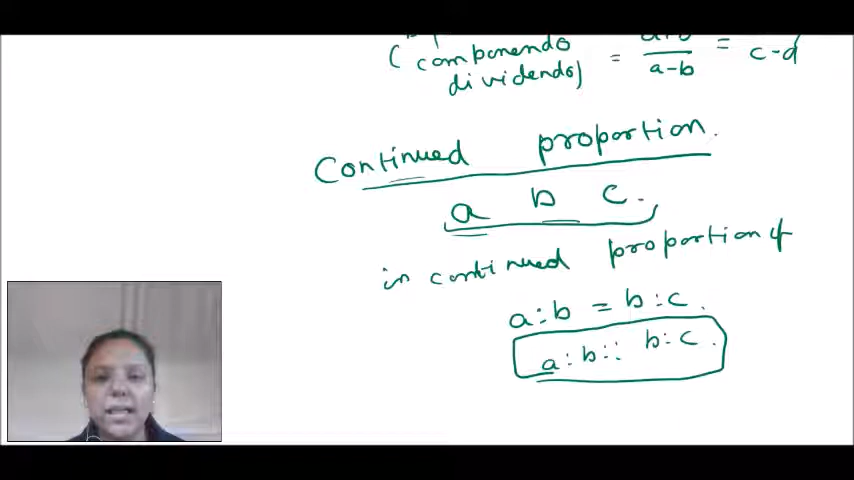 (componendo = a-b = c-d
dividendo)
Continued proportion.
a b c.
in continued proportion if
a:b = b:c.
a:b:: b:c.